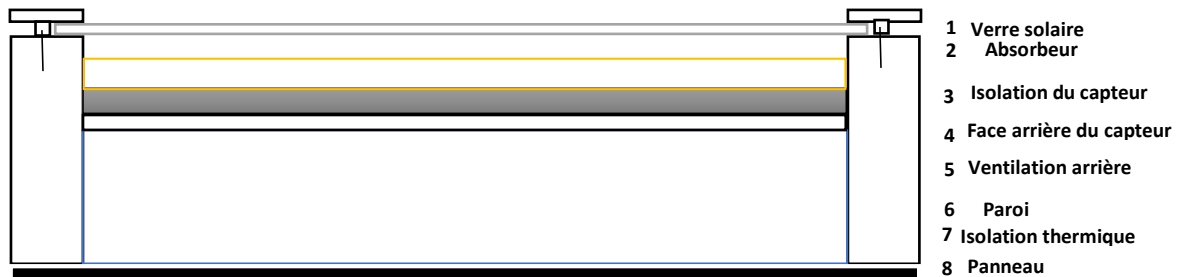 1 Verre solaire
2 Absorbeur
3 Isolation du capteur
4 Face arrière du capteur
5 Ventilation arrière
6 Paroi
7 Isolation thermique
8 Panneau